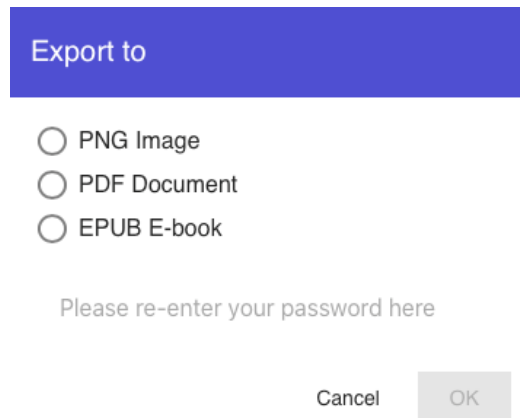 Export to
PNG Image
PDF Document
EPUB E-book
Please re-enter your password here
Cancel OK